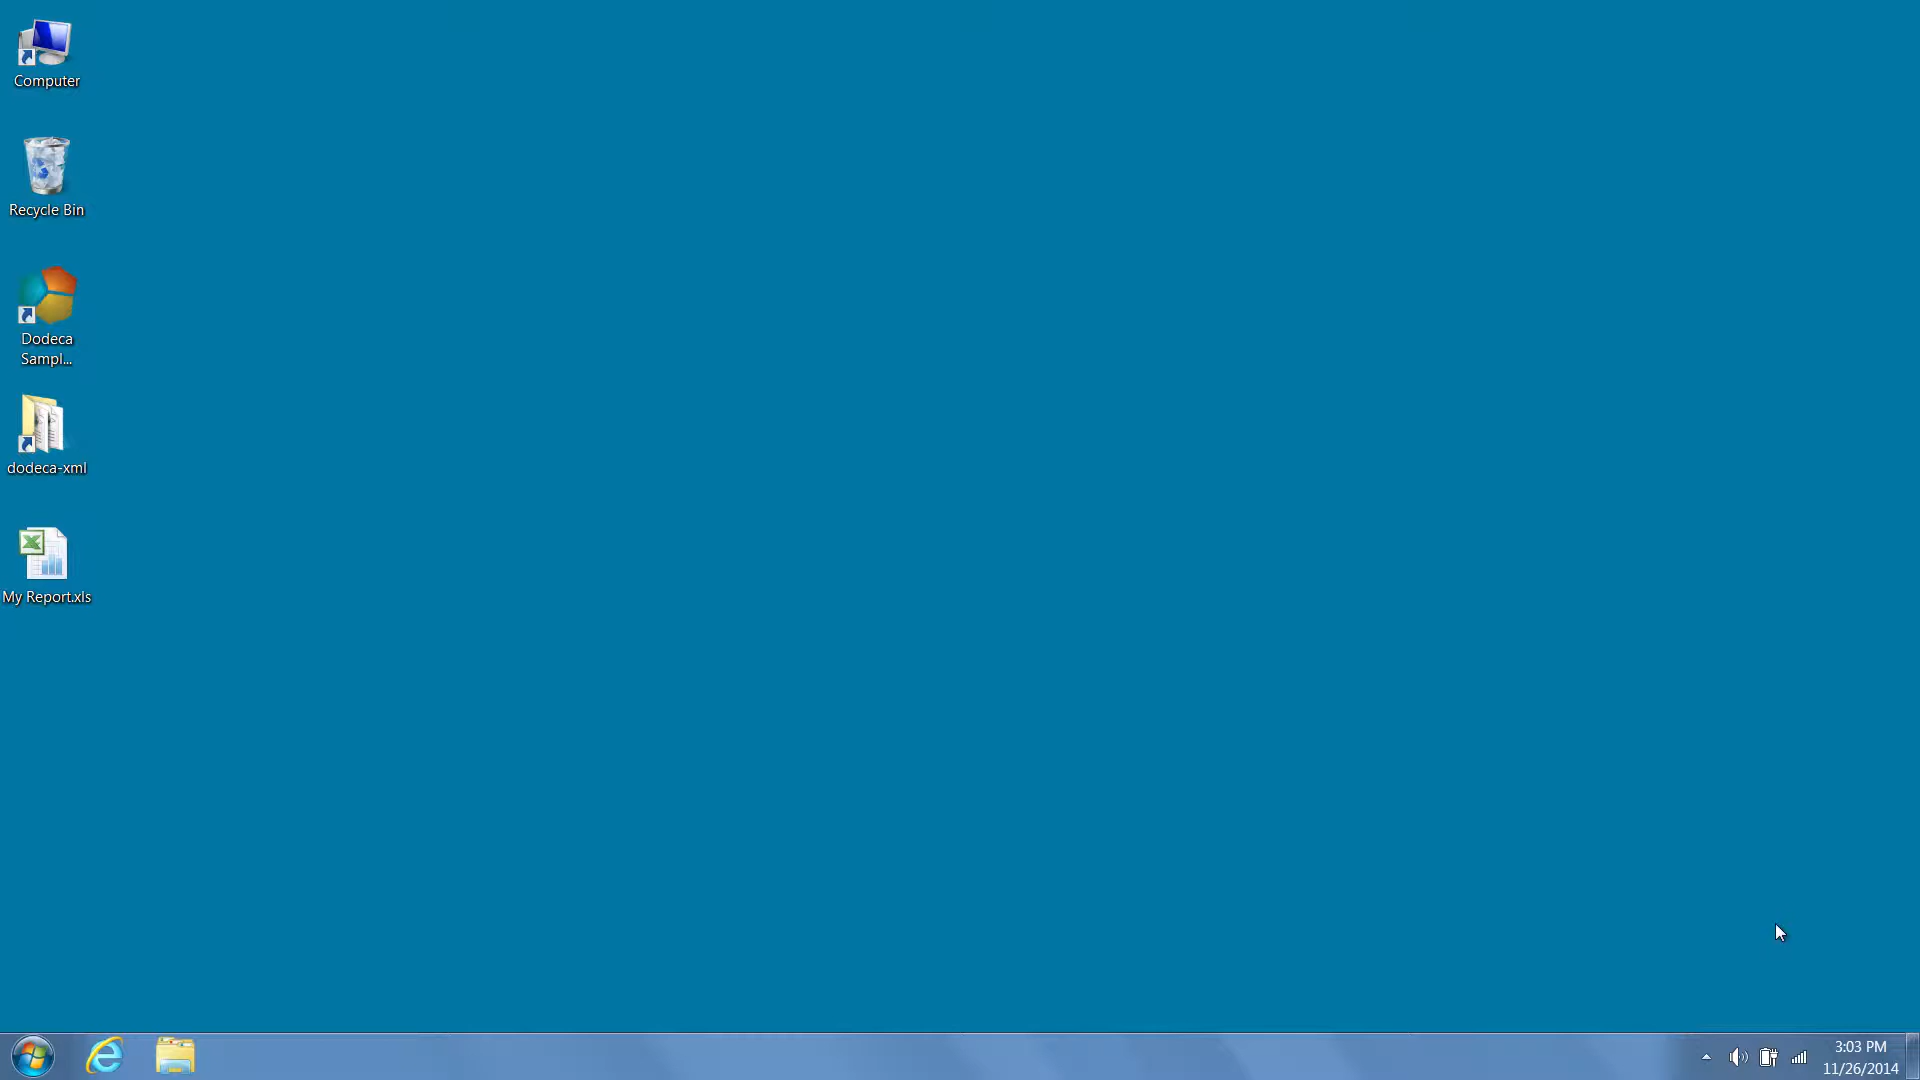 Computer
Recycle Bin
Dodeca
Sampl...
dodeca-xml
My Report.xls
3:03 PM
11/26/2014